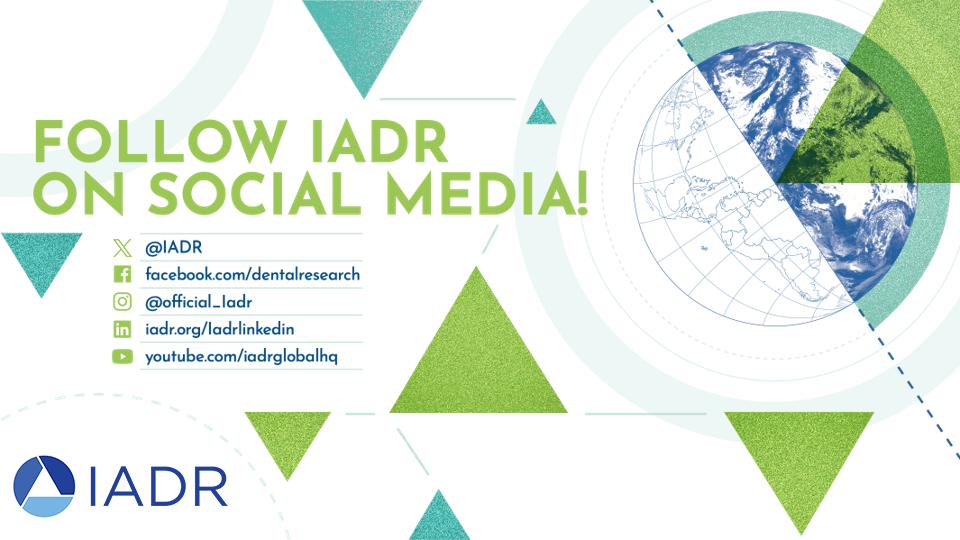 FOLLOW IADR
ON SOCIAL MEDIA!
@IADR
facebook.com/dentalresearch
@official_Iadr
iadr.org/Iadrlinkedin
youtube.com/iadrglobalhq
IADR